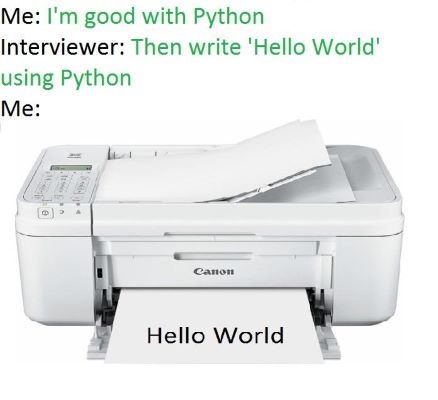 Me: I'm good with Python
Interviewer: Then write 'Hello World'
using Python
Me:
Canon
Hello World